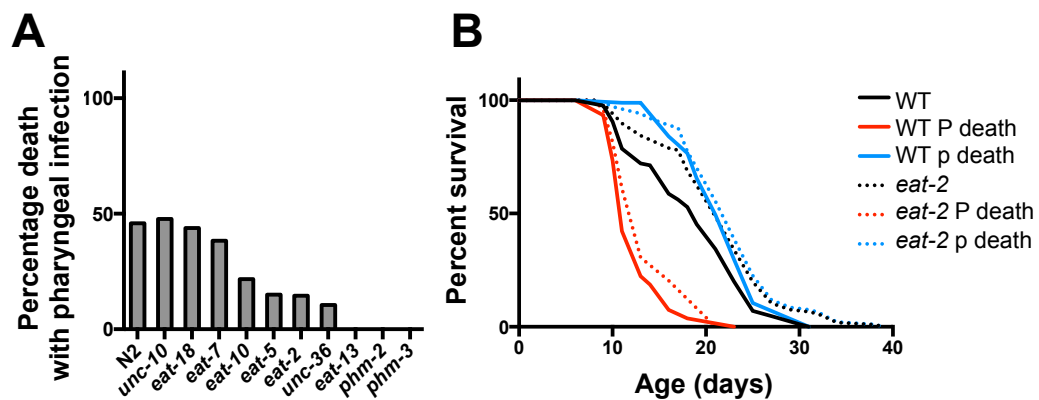 A
Percentage death
with pharyngeal infection
100
50
0
N2
unc-10
eat-18
eat-7
eat-10
eat-5
eat-2
unc-36
eat-13
phm-2
phm-3
B
Percent survival
100
50
0
0
10
20
30
40
Age (days)
WT
WT P death
WT p death
eat-2
eat-2 P death
eat-2 p death